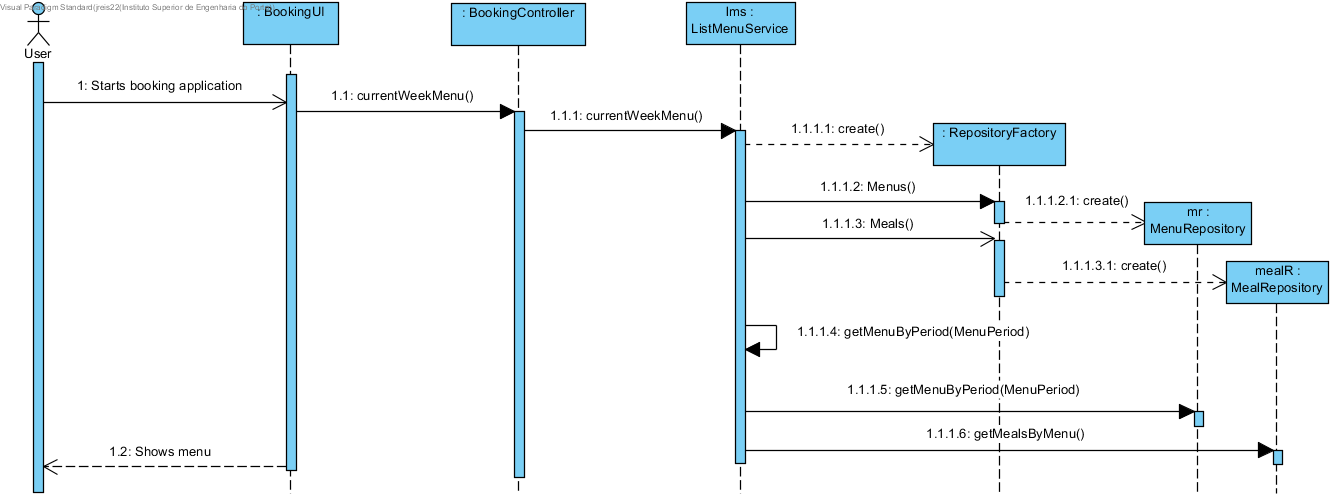 Visual Paradigm Standard(jreis22(Instituto Superior de Engenharia do Porto))
User
: BookingUI
: BookingController
lms :
ListMenuService
1: Starts booking application
1.1: currentWeekMenu()
1.1.1: currentWeekMenu()
1.1.1.1: create()
: RepositoryFactory
1.1.1.2: Menus()
1.1.1.2.1: create()
mr :
MenuRepository
1.1.1.3: Meals()
1.1.1.3.1: create()
mealR :
MealRepository
1.1.1.4: getMenuByPeriod(MenuPeriod)
1.1.1.5: getMenuByPeriod(MenuPeriod)
1.1.1.6: getMealsByMenu()
1.2: Shows menu